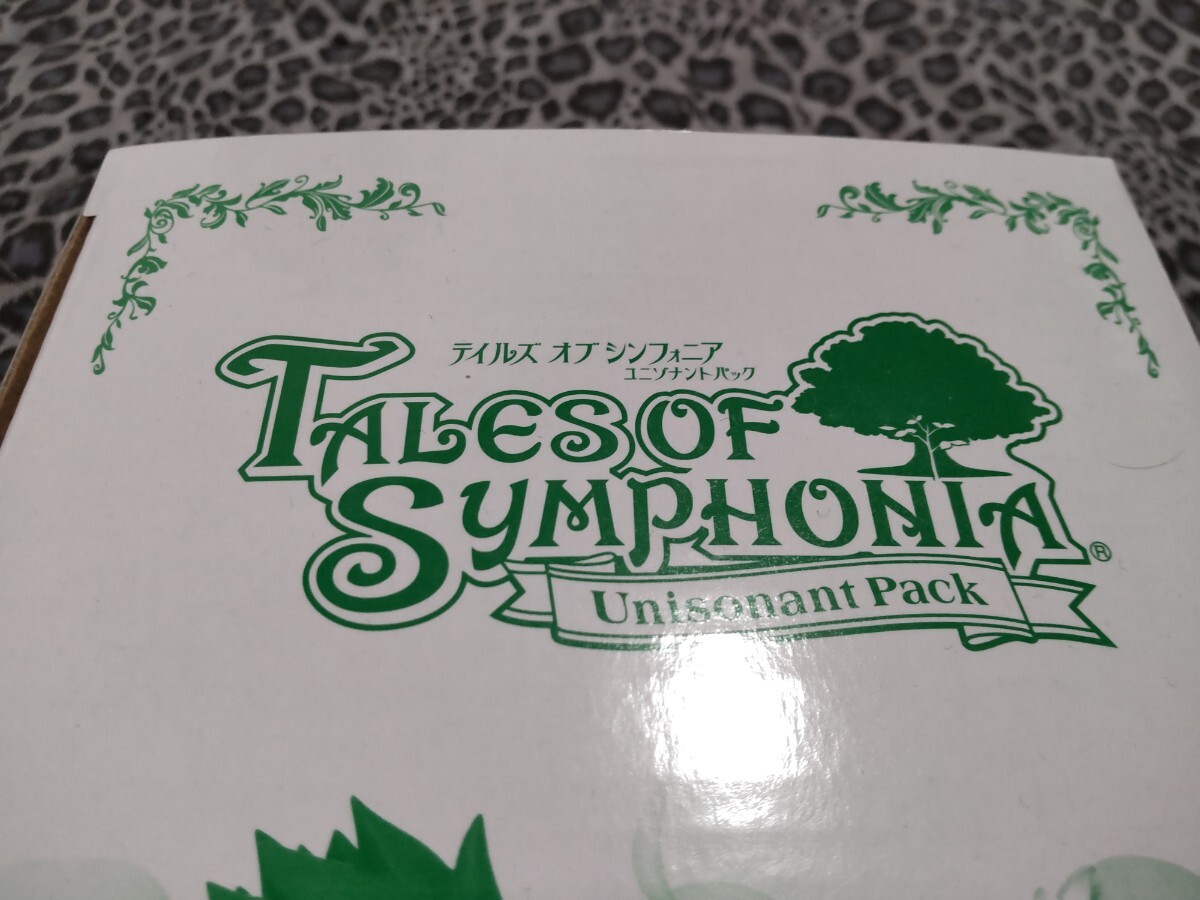 テイルズ オブ シンフォニア
ユニゾナント パック
TALES OF
SYMPHONIA®
Unisonant Pack